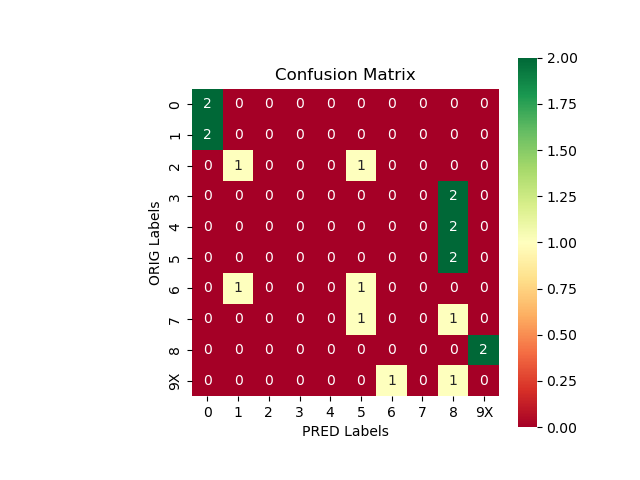 Confusion Matrix
ORIG Labels
0 2 0 0 0 0 0 0 0 0 0
1 2 0 0 0 0 0 0 0 0 0
2 0 1 0 0 0 1 0 0 0 0
3 0 0 0 0 0 0 0 0 2 0
4 0 0 0 0 0 0 0 0 2 0
5 0 0 0 0 0 0 0 0 2 0
6 0 1 0 0 0 1 0 0 0 0
7 0 0 0 0 0 1 0 0 1 0
8 0 0 0 0 0 0 0 0 0 2
9X 0 0 0 0 0 0 1 0 1 0
0 1 2 3 4 5 6 7 8 9X
PRED Labels
2.00
1.75
1.50
1.25
1.00
0.75
0.50
0.25
0.00